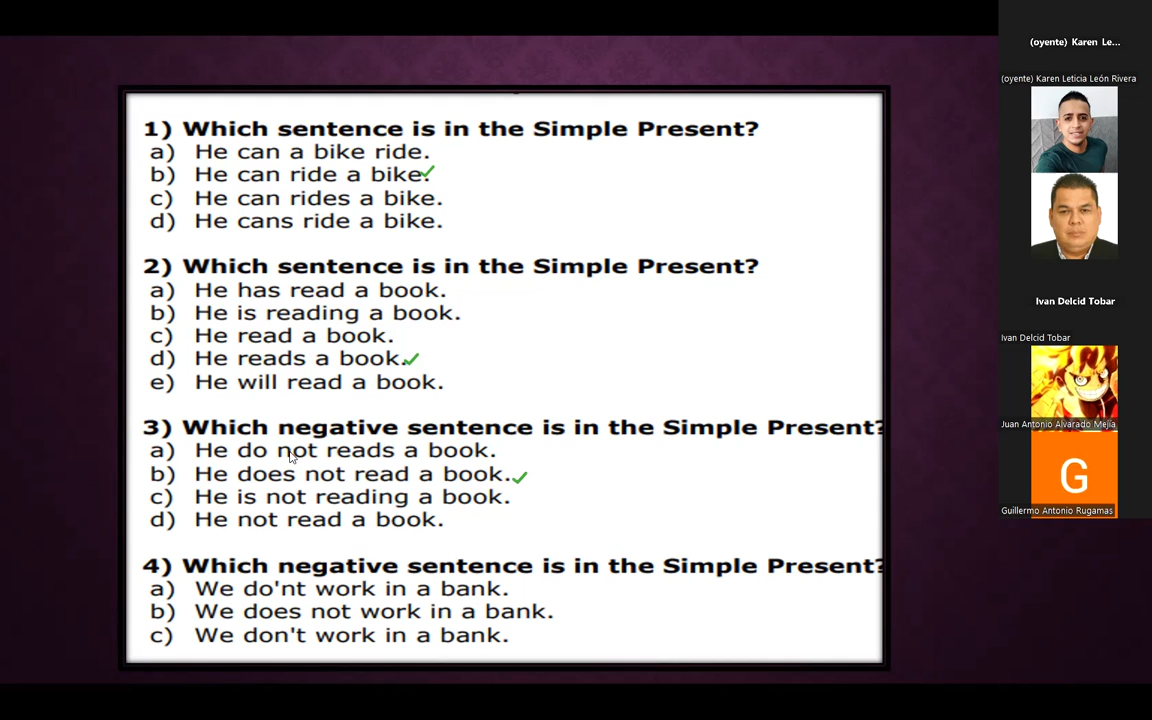 1) Which sentence is in the Simple Present?
a) He can a bike ride.
b) He can ride a bike.
c) He can rides a bike.
d) He cans ride a bike.
2) Which sentence is in the Simple Present?
a) He has read a book.
b) He is reading a book.
c) He read a book.
d) He reads a book.
e) He will read a book.
3) Which negative sentence is in the Simple Present?
a) He do not reads a book.
b) He does not read a book.
c) He is not reading a book.
d) He not read a book.
4) Which negative sentence is in the Simple Present?
a) We do'nt work in a bank.
b) We does not work in a bank.
c) We don't work in a bank.
(oyente) Karen Le...
(oyente) Karen Leticia León Rivera
Ivan Delcid Tobar
Ivan Delcid Tobar
Juan Antonio Alvarado Mejía
G
Guillermo Antonio Rugamas